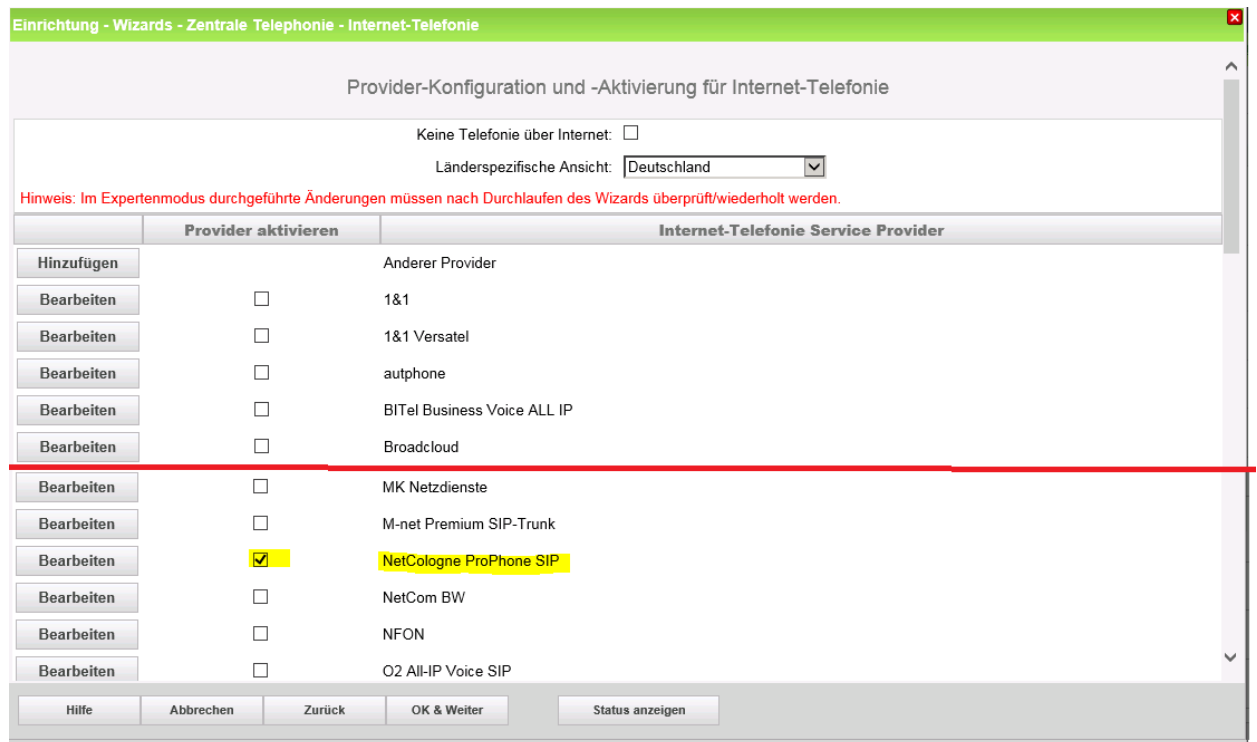 Einrichtung - Wizards - Zentrale Telephonie - Internet-Telefonie
Provider-Konfiguration und -Aktivierung für Internet-Telefonie
Keine Telefonie über Internet:
Länderspezifische Ansicht: Deutschland
Hinweis: Im Expertenmodus durchgeführte Änderungen müssen nach Durchlaufen des Wizards überprüft/wiederholt werden.
Provider aktivieren Internet-Telefonie Service Provider
Hinzufügen Anderer Provider
Bearbeiten 1&1
Bearbeiten 1&1 Versatel
Bearbeiten autphone
Bearbeiten BITel Business Voice ALL IP
Bearbeiten Broadcloud
Bearbeiten MK Netzdienste
Bearbeiten M-net Premium SIP-Trunk
Bearbeiten NetCologne ProPhone SIP
Bearbeiten NetCom BW
Bearbeiten NFON
Bearbeiten O2 All-IP Voice SIP
Hilfe Abbrechen Zurück OK & Weiter Status anzeigen